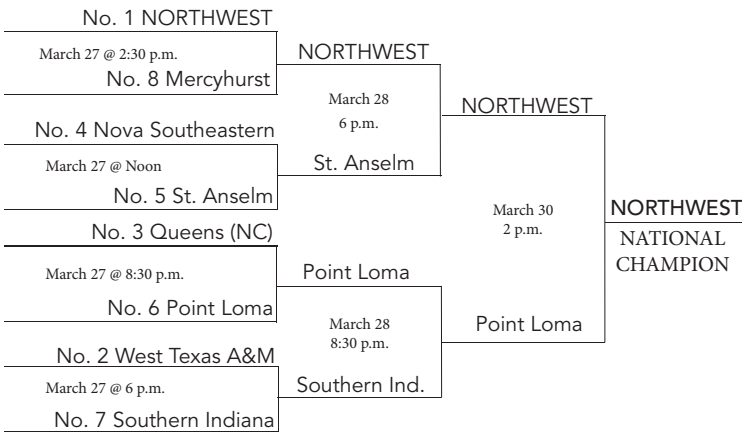 No. 1 NORTHWEST
March 27 @ 2:30 p.m.
No. 8 Mercyhurst
No. 4 Nova Southeastern
March 27 @ Noon
No. 5 St. Anselm
No. 3 Queens (NC)
March 27 @ 8:30 p.m.
No. 6 Point Loma
No. 2 West Texas A&M
March 27 @ 6 p.m.
No. 7 Southern Indiana
NORTHWEST
March 28
6 p.m.
St. Anselm
Point Loma
March 28
8:30 p.m.
Southern Ind.
NORTHWEST
March 30
2 p.m.
Point Loma
NORTHWEST
NATIONAL
CHAMPION